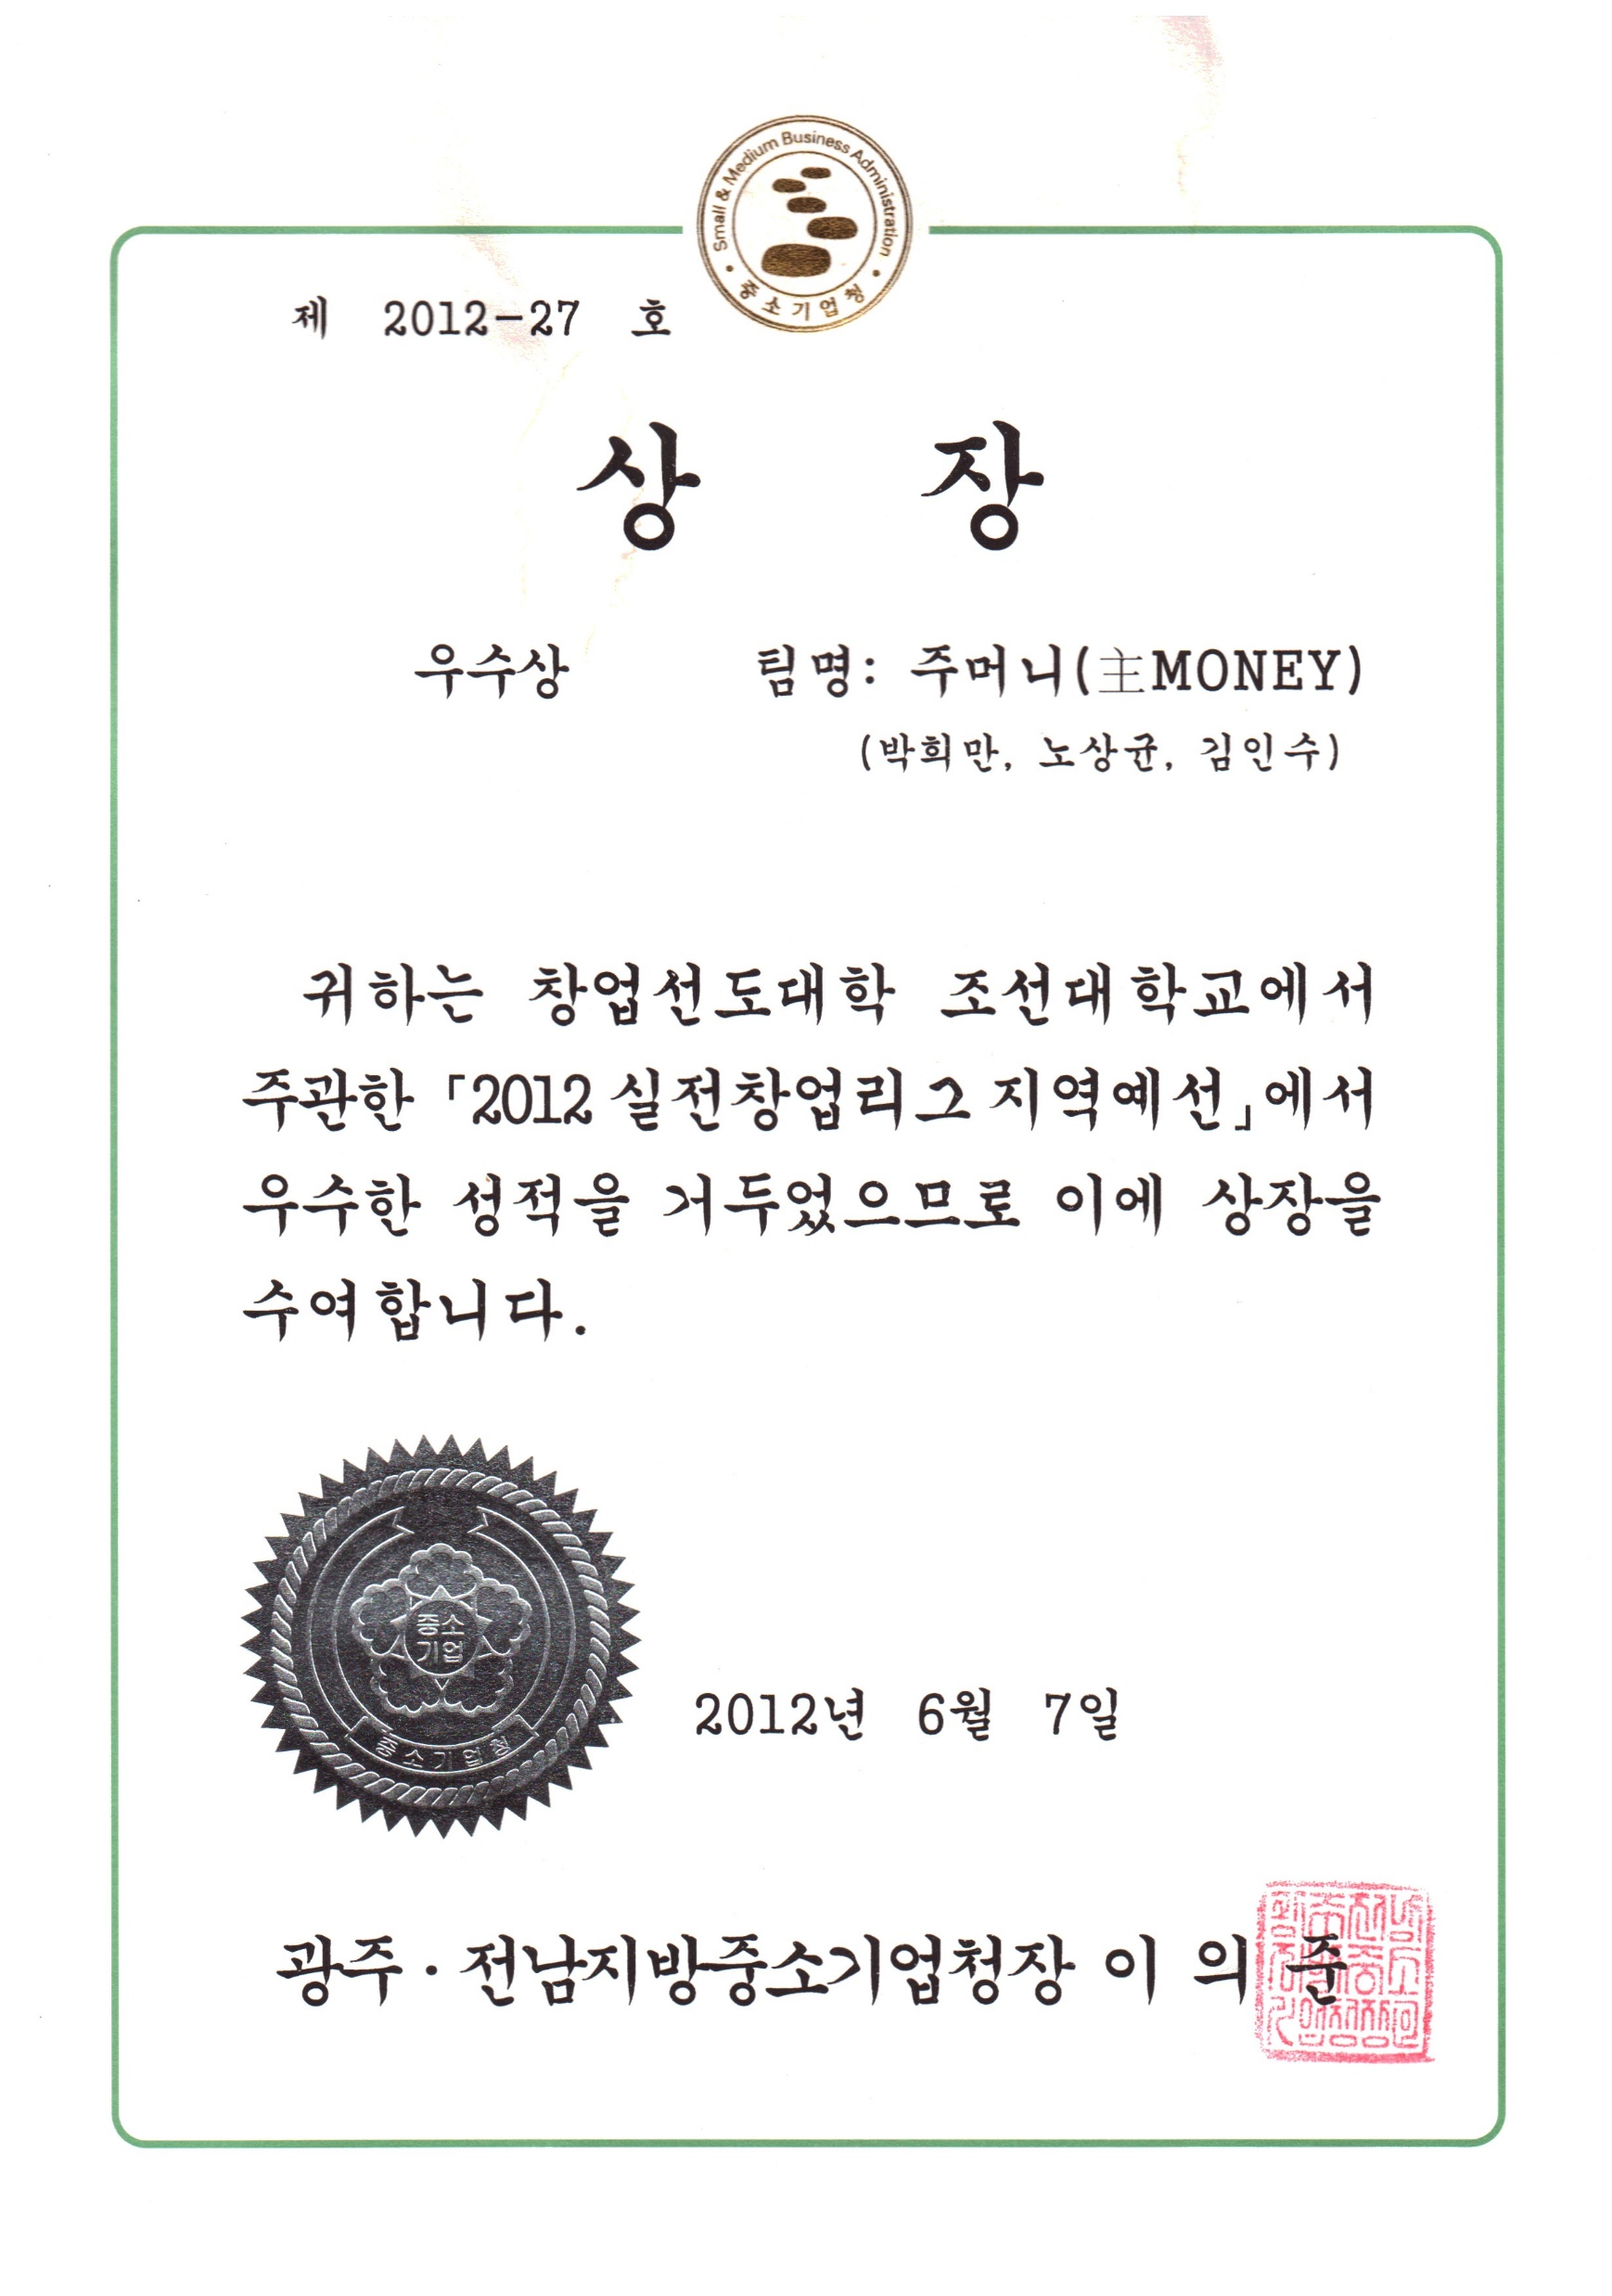 Small & Medium Business Administration
중소기업청
제 2012-27 호
상 장
우수상 팀명: 주머니(主MONEY)
(박희만, 노상균, 김인수)
귀하는 창업선도대학 조선대학교에서
주관한 「2012 실전창업리그 지역예선」에서
우수한 성적을 거두었으므로 이에 상장을
수여합니다.
중소
기업
중소기업청
2012년 6월 7일
광주·전남지방중소기업청장 이 의 준